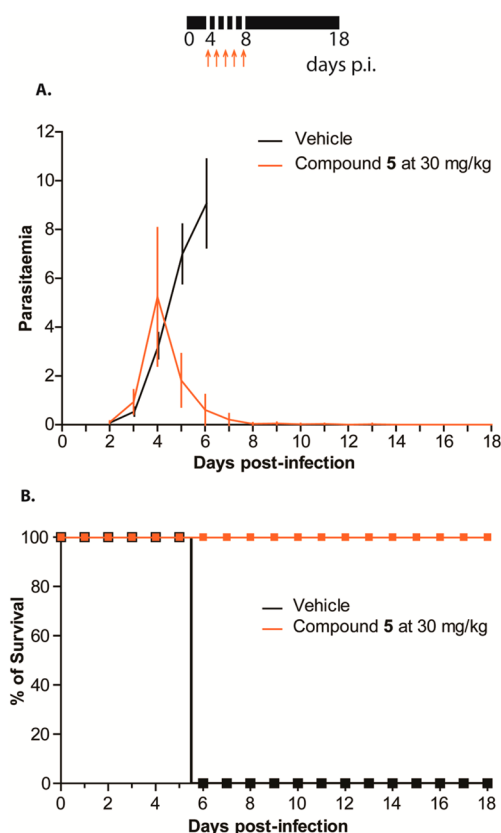 0 4 8 18
days p.i.
A.
12
10
8
6
4
2
0
Parasitaemia
Vehicle
Compound 5 at 30 mg/kg
0 2 4 6 8 10 12 14 16 18
Days post-infection
B.
100
80
60
40
20
0
% of Survival
Vehicle
Compound 5 at 30 mg/kg
0 2 4 6 8 10 12 14 16 18
Days post-infection